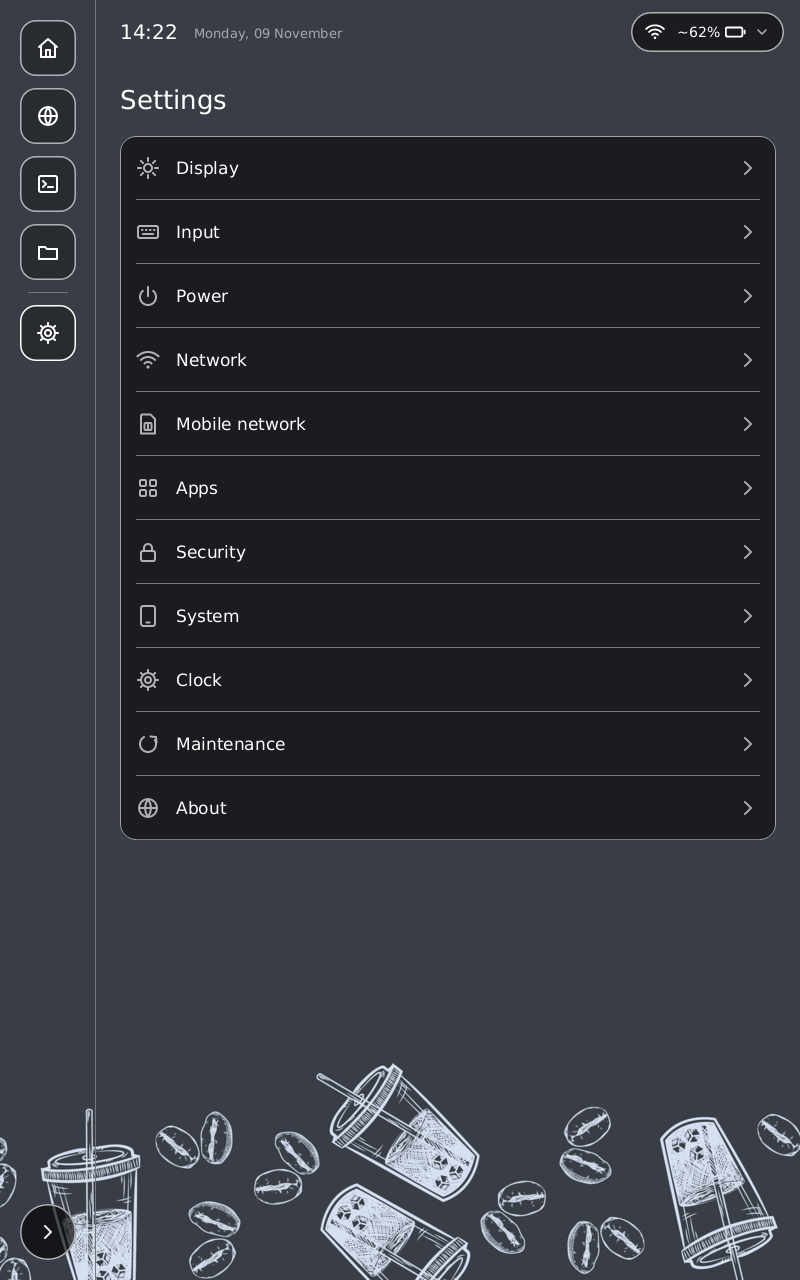 14:22 Monday, 09 November ~62%
Settings
Display
Input
Power
Network
Mobile network
Apps
Security
System
Clock
Maintenance
About